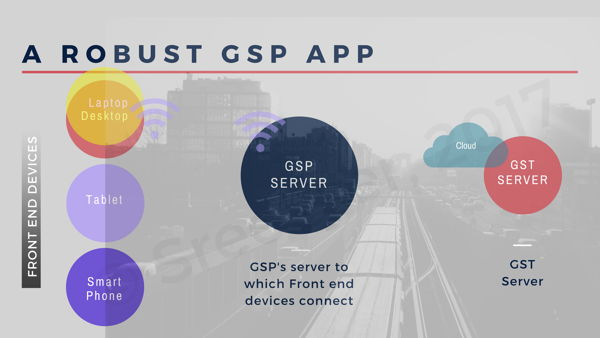 A ROBUST GSP APP
FRONT END DEVICES
Laptop
Desktop
Tablet
Smart
Phone
GSP
SERVER
GSP's server to
which Front end
devices connect
Cloud
GST
SERVER
GST
Server
2017